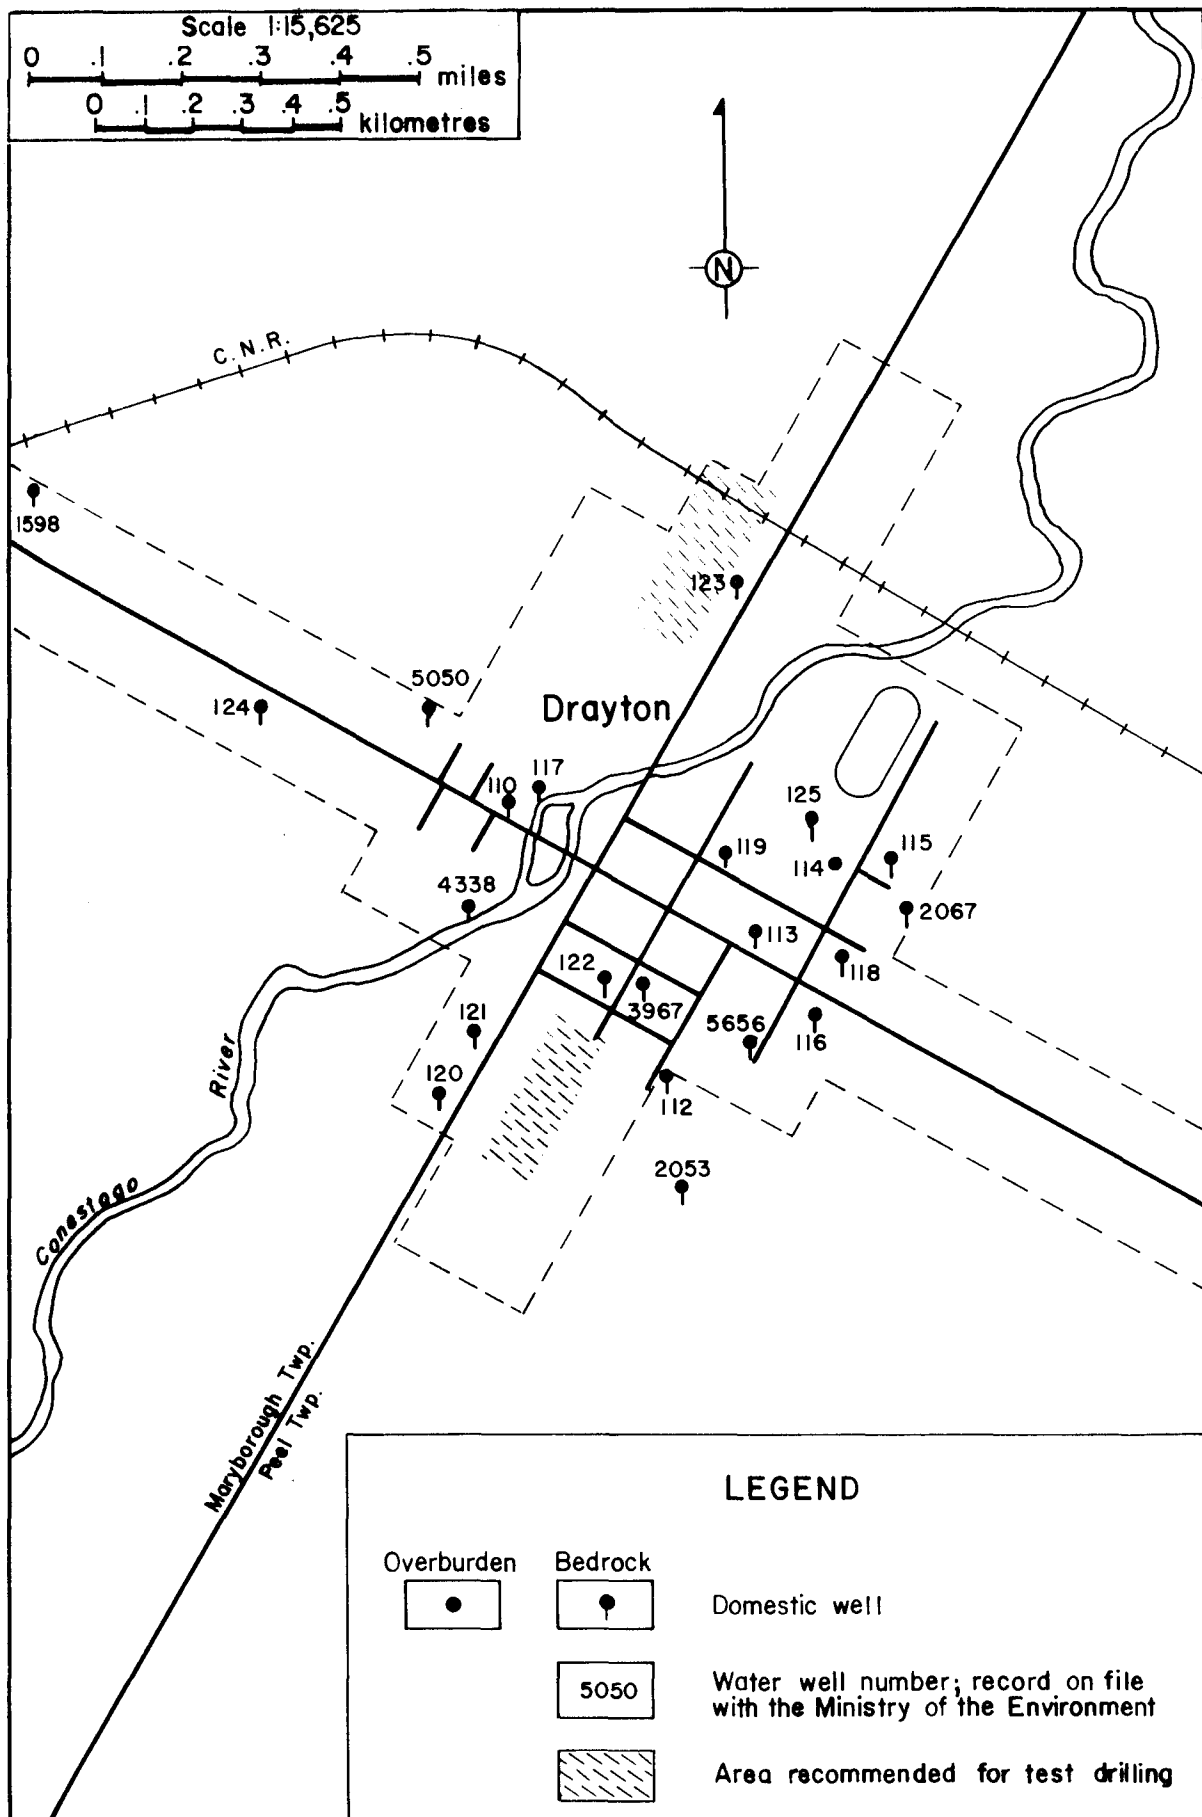 Scale 1:15,625
0 .1 .2 .3 .4 .5 miles
0 .1 .2 .3 .4 .5 kilometres
N
C.N.R.
1598
123
5050
124
Drayton
117
110
125
119
115
114
4338
2067
113
118
122
3967
121
5656
116
120
112
2053
River
Conestogo
Maryborough Twp.
Peel Twp.
LEGEND
Overburden Bedrock
Domestic well
5050 Water well number; record on file
with the Ministry of the Environment
Area recommended for test drilling